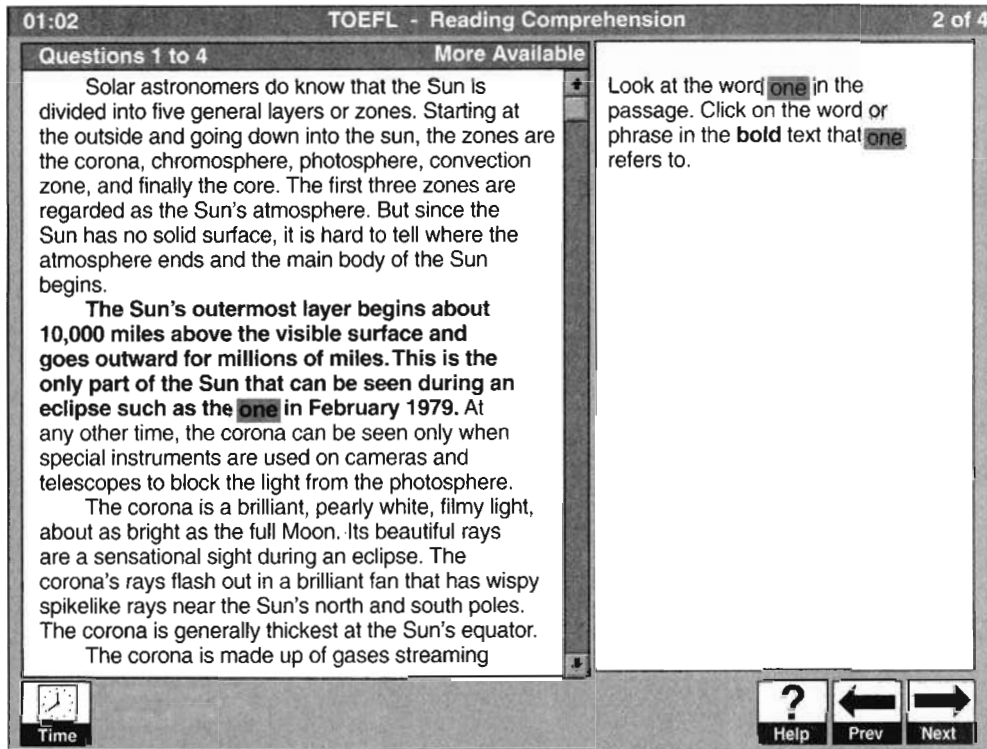 01:02 TOEFL - Reading Comprehension 2 of 4
Questions 1 to 4 More Available
Solar astronomers do know that the Sun is
divided into five general layers or zones. Starting at
the outside and going down into the sun, the zones are
the corona, chromosphere, photosphere, convection
zone, and finally the core. The first three zones are
regarded as the Sun's atmosphere. But since the
Sun has no solid surface, it is hard to tell where the
atmosphere ends and the main body of the Sun
begins.
The Sun's outermost layer begins about
10,000 miles above the visible surface and
goes outward for millions of miles. This is the
only part of the Sun that can be seen during an
eclipse such as the one in February 1979. At
any other time, the corona can be seen only when
special instruments are used on cameras and
telescopes to block the light from the photosphere.
The corona is a brilliant, pearly white, filmy light,
about as bright as the full Moon. Its beautiful rays
are a sensational sight during an eclipse. The
corona's rays flash out in a brilliant fan that has wispy
spikelike rays near the Sun's north and south poles.
The corona is generally thickest at the Sun's equator.
The corona is made up of gases streaming
Look at the word one in the
passage. Click on the word or
phrase in the bold text that one
refers to.
Time
Help Prev Next